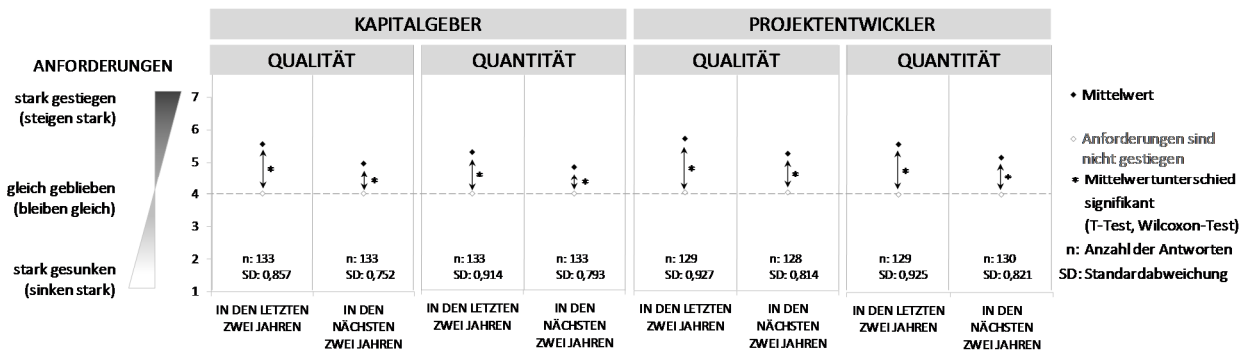 KAPITALGEBER
PROJEKTENTWICKLER
QUALITÄT
QUANTITÄT
QUALITÄT
QUANTITÄT
ANFORDERUNGEN
stark gestiegen
(steigen stark)
gleich geblieben
(bleiben gleich)
stark gesunken
(sinken stark)
7
6
5
4
3
2
1
n: 133
SD: 0,857
n: 133
SD: 0,752
n: 133
SD: 0,914
n: 133
SD: 0,793
n: 129
SD: 0,927
n: 128
SD: 0,814
n: 129
SD: 0,925
n: 130
SD: 0,821
IN DEN LETZTEN
ZWEI JAHREN
IN DEN
NÄCHSTEN
ZWEI JAHREN
IN DEN LETZTEN
ZWEI JAHREN
IN DEN
NÄCHSTEN
ZWEI JAHREN
IN DEN LETZTEN
ZWEI JAHREN
IN DEN
NÄCHSTEN
ZWEI JAHREN
IN DEN LETZTEN
ZWEI JAHREN
IN DEN
NÄCHSTEN
ZWEI JAHREN
Mittelwert
Anforderungen sind
nicht gestiegen
* Mittelwertunterschied
signifikant
(T-Test, Wilcoxon-Test)
n: Anzahl der Antworten
SD: Standardabweichung